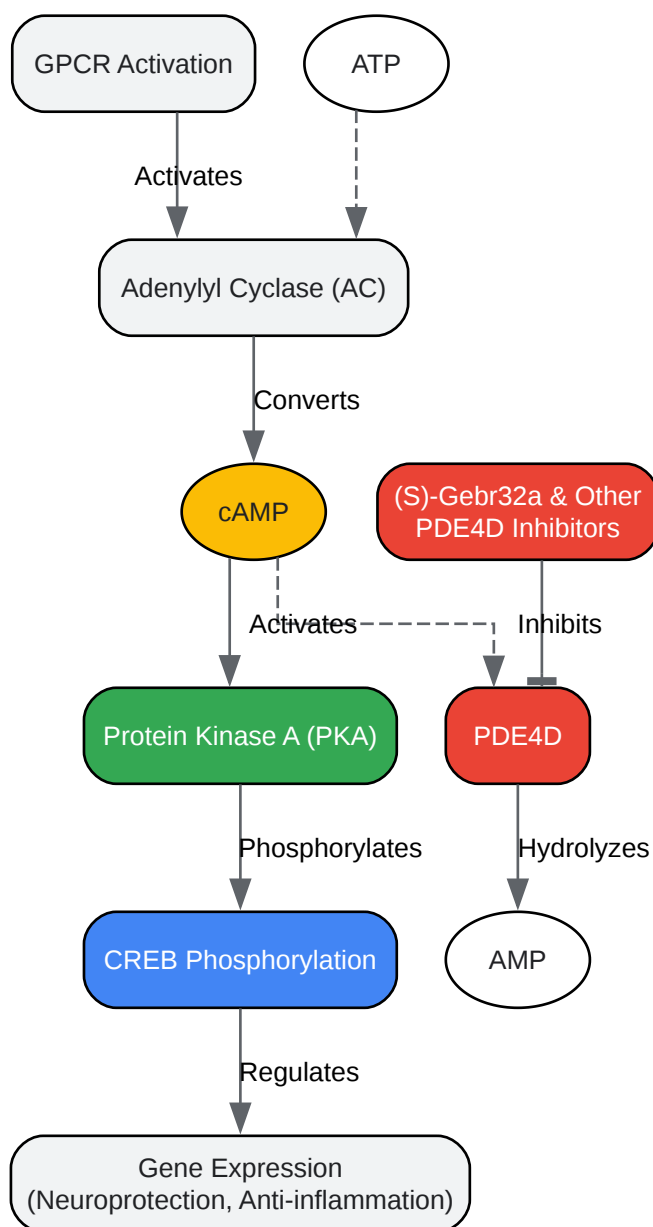 GPCR Activation
ATP
Activates
Adenylyl Cyclase (AC)
Converts
cAMP
(S)-Gebr32a & Other
PDE4D Inhibitors
Activates
Inhibits
Protein Kinase A (PKA)
PDE4D
Phosphorylates
Hydrolyzes
CREB Phosphorylation
AMP
Regulates
Gene Expression
(Neuroprotection, Anti-inflammation)